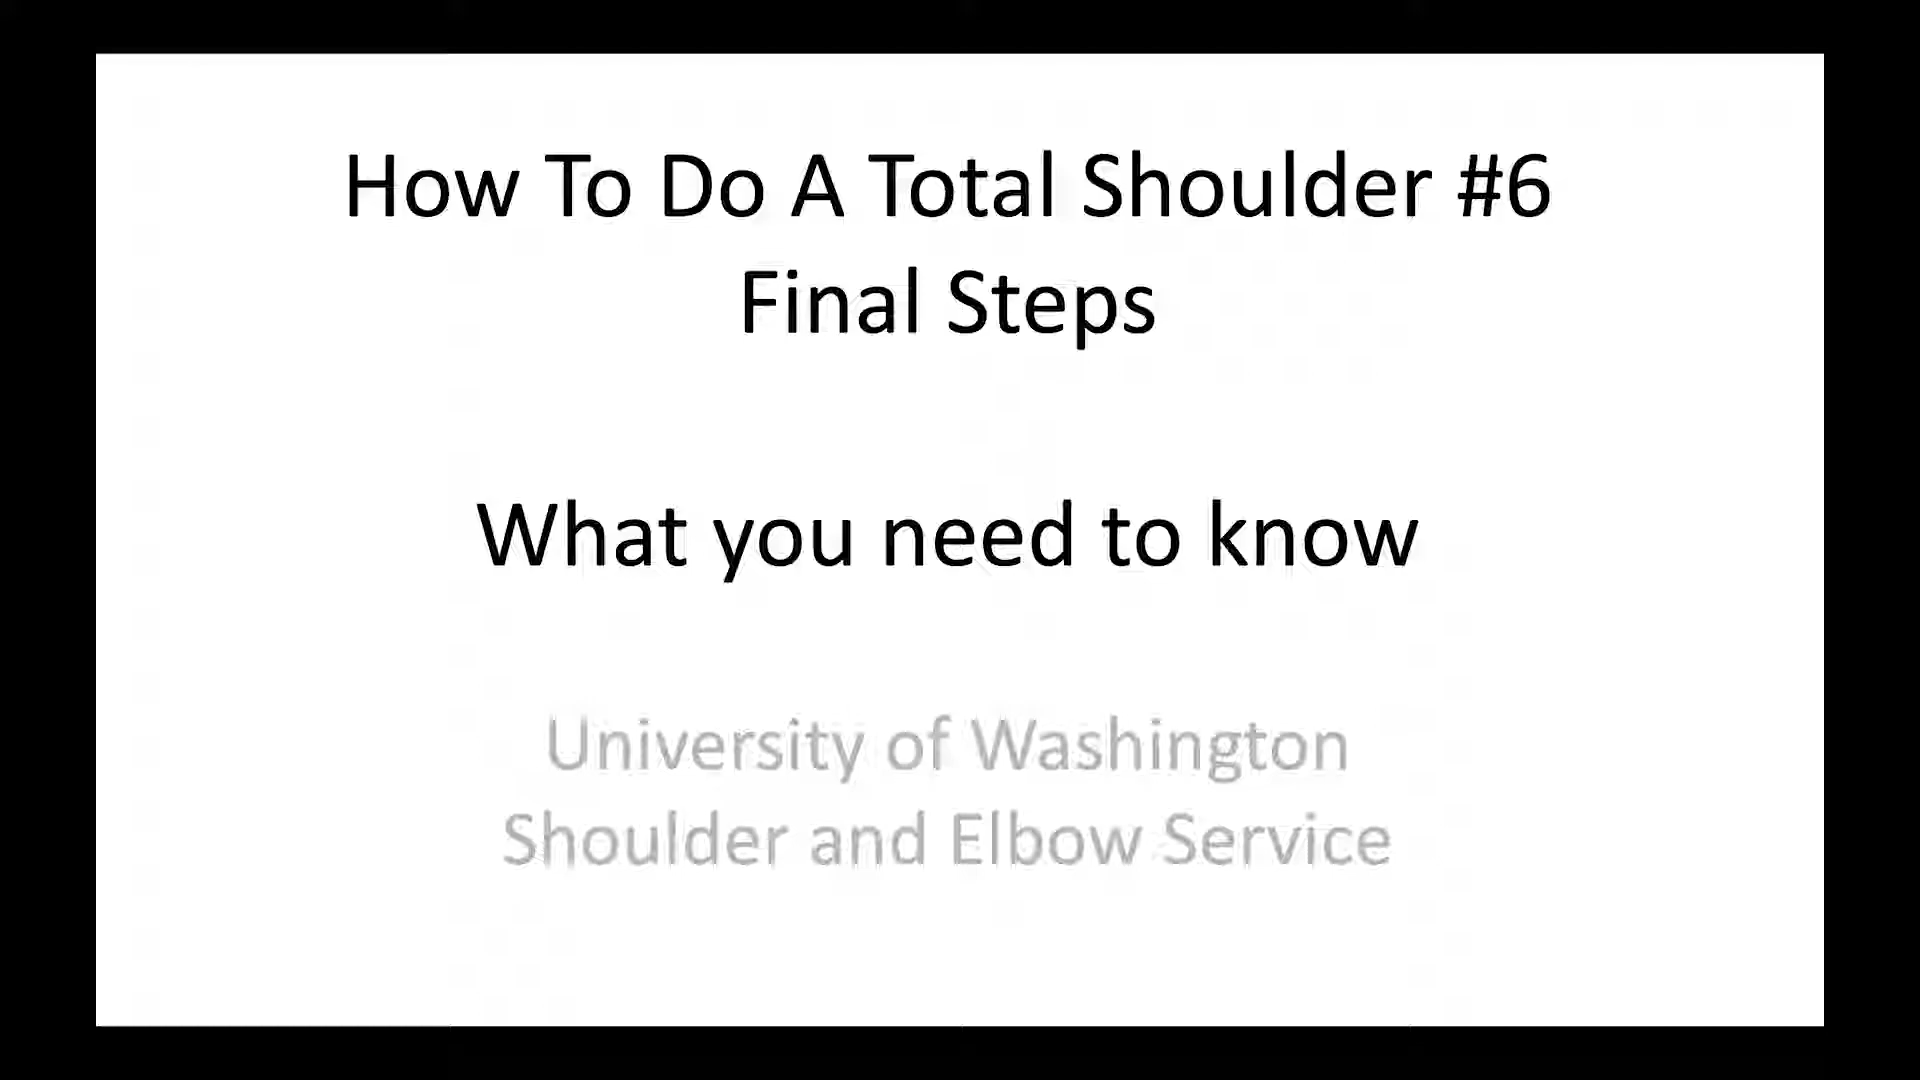 How To Do A Total Shoulder #6
Final Steps
What you need to know
University of Washington
Shoulder and Elbow Service